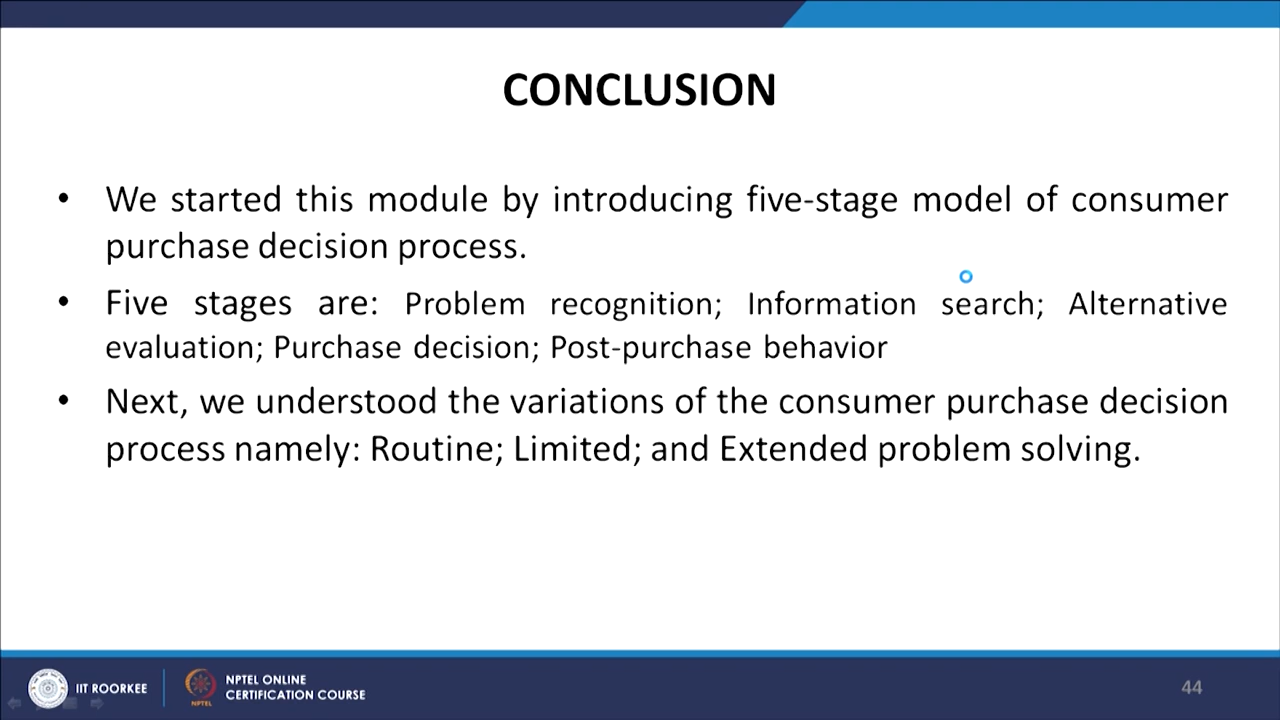 CONCLUSION
• We started this module by introducing five-stage model of consumer
purchase decision process.
• Five stages are: Problem recognition; Information search; Alternative
evaluation; Purchase decision; Post-purchase behavior
• Next, we understood the variations of the consumer purchase decision
process namely: Routine; Limited; and Extended problem solving.
IIT ROORKEE
NPTEL
NPTEL ONLINE
CERTIFICATION COURSE
44